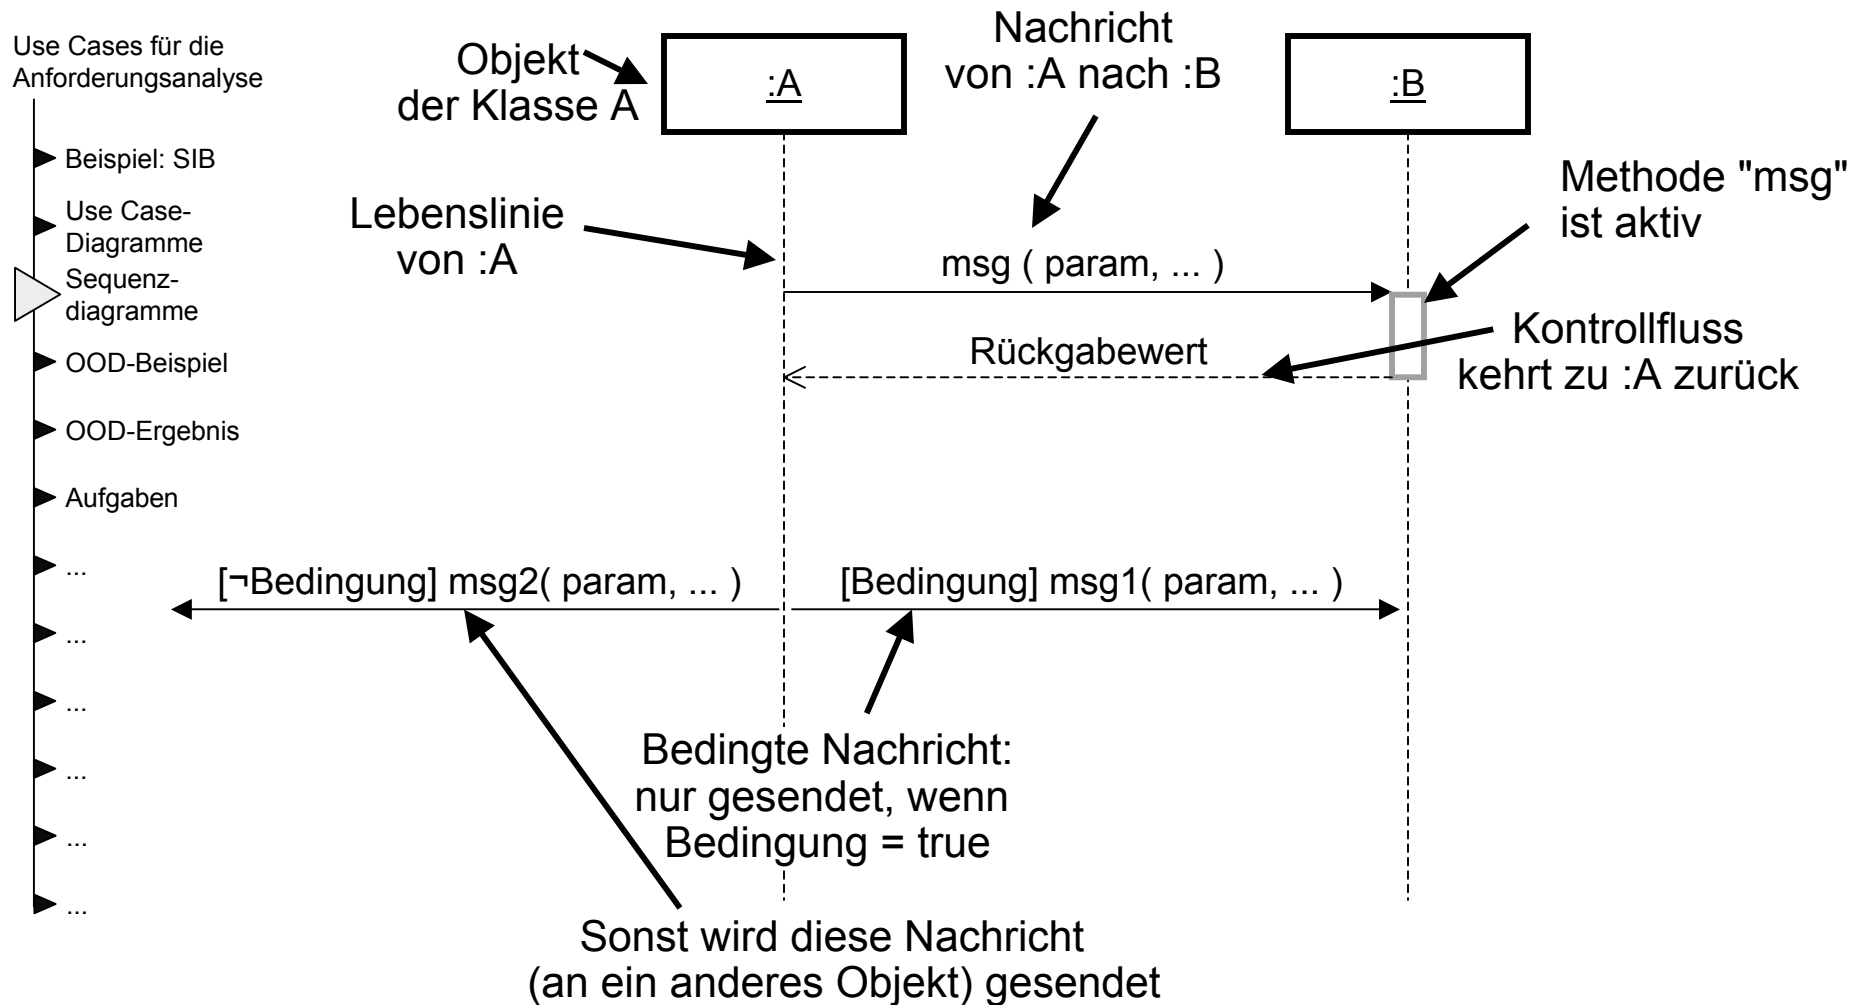 Use Cases für die
Anforderungsanalyse
Beispiel: SIB
Use Case-
Diagramme
Sequenz-
diagramme
OOD-Beispiel
OOD-Ergebnis
Aufgaben
...
...
...
...
...
...
Objekt
der Klasse A
:A
Nachricht
von :A nach :B
:B
Lebenslinie
von :A
Methode "msg"
ist aktiv
msg ( param, ... )
Rückgabewert
Kontrollfluss
kehrt zu :A zurück
[¬Bedingung] msg2( param, ... )
[Bedingung] msg1( param, ... )
Bedingte Nachricht:
nur gesendet, wenn
Bedingung = true
Sonst wird diese Nachricht
(an ein anderes Objekt) gesendet